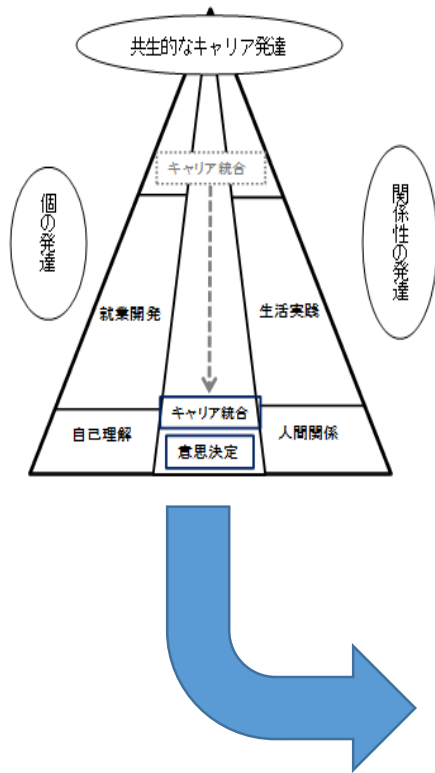 共生的なキャリア発達
キャリア統合
個の発達
関係性の発達
就業開発
生活実践
キャリア統合
自己理解
人間関係
意思決定